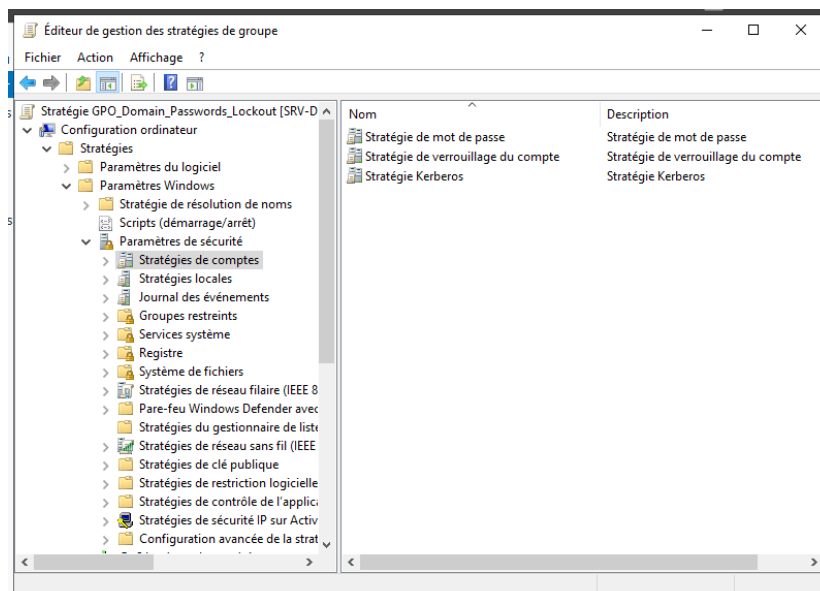 Éditeur de gestion des stratégies de groupe
Fichier Action Affichage ?
Stratégie GPO_Domain_Passwords_Lockout [SRV-D
Configuration ordinateur
Stratégies
Paramètres du logiciel
Paramètres Windows
Stratégie de résolution de noms
Scripts (démarrage/arrêt)
Paramètres de sécurité
Stratégies de comptes
Stratégies locales
Journal des événements
Groupes restreints
Services système
Registre
Système de fichiers
Stratégies de réseau filaire (IEEE 8
Pare-feu Windows Defender avec
Stratégies du gestionnaire de liste
Stratégies de réseau sans fil (IEEE
Stratégies de clé publique
Stratégies de restriction logicielle
Stratégies de contrôle de l'applica
Stratégies de sécurité IP sur Activ
Configuration avancée de la strat
Nom Description
Stratégie de mot de passe Stratégie de mot de passe
Stratégie de verrouillage du compte Stratégie de verrouillage du compte
Stratégie Kerberos Stratégie Kerberos